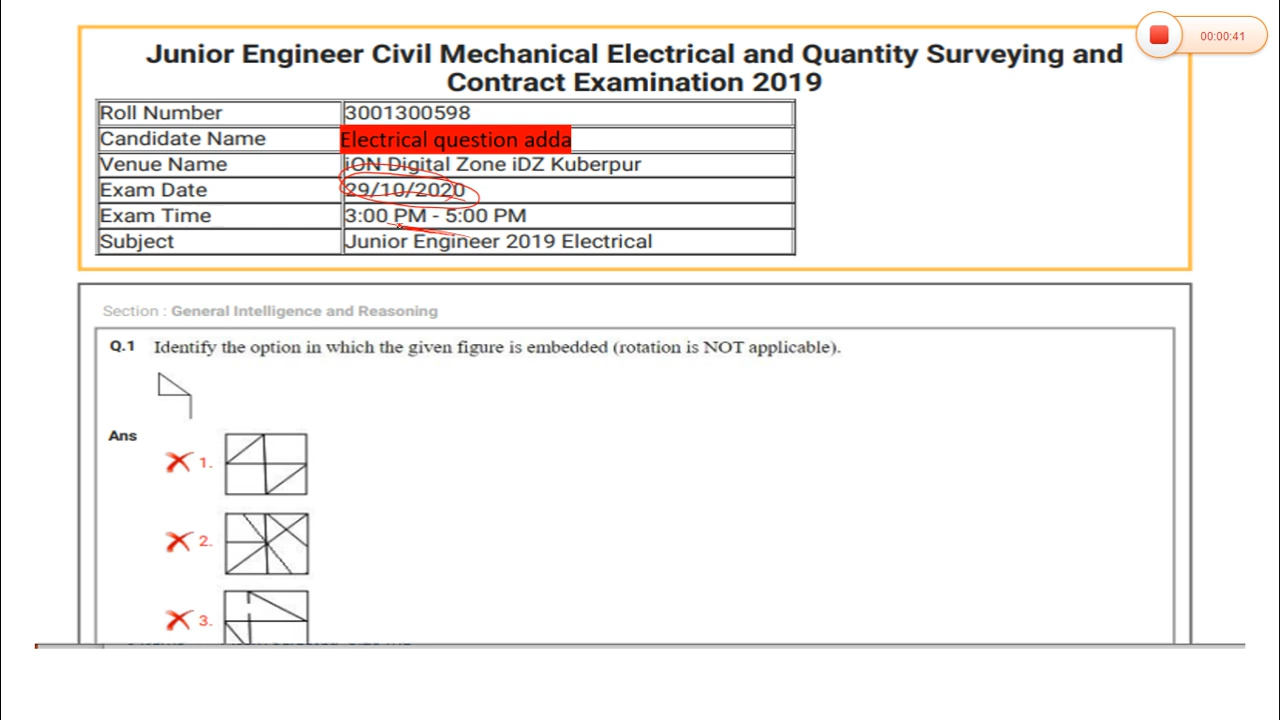 00:00:41
Junior Engineer Civil Mechanical Electrical and Quantity Surveying and
Contract Examination 2019
Roll Number 3001300598
Candidate Name Electrical question adda
Venue Name iON Digital Zone iDZ Kuberpur
Exam Date 29/10/2020
Exam Time 3:00 PM - 5:00 PM
Subject Junior Engineer 2019 Electrical
Section : General Intelligence and Reasoning
Q.1 Identify the option in which the given figure is embedded (rotation is NOT applicable).
Ans
1.
2.
3.